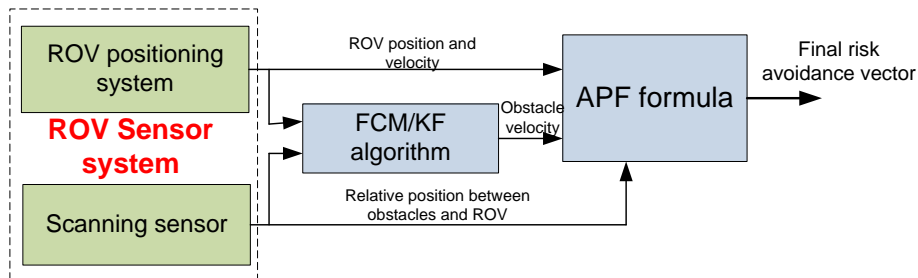 ROV positioning
system
ROV Sensor
system
Scanning sensor
ROV position and
velocity
FCM/KF
algorithm
Obstacle
velocity
Relative position between
obstacles and ROV
APF formula
Final risk
avoidance vector